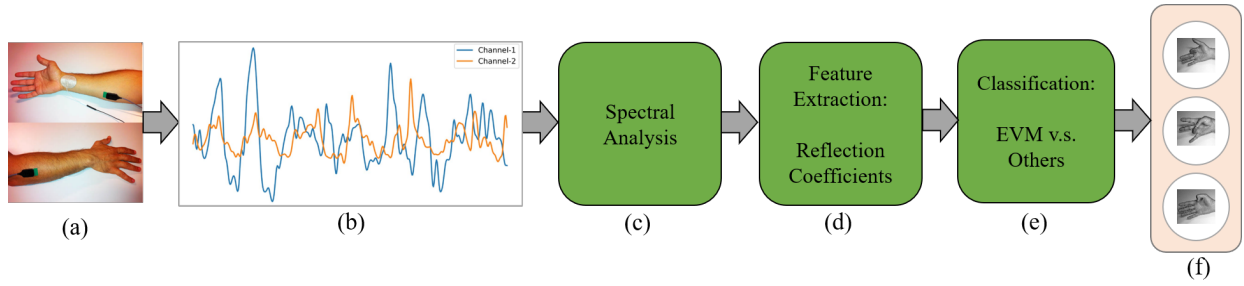 Channel-1
Channel-2
Spectral
Analysis
Feature
Extraction:
Reflection
Coefficients
Classification:
EVM v.s.
Others
(a)
(b)
(c)
(d)
(e)
(f)